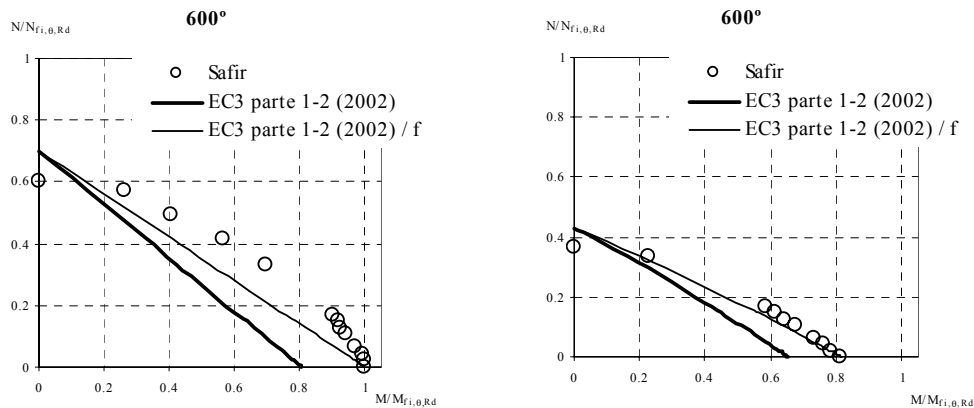 600º
N/Nfi,θ,Rd
Safir
EC3 parte 1-2 (2002)
EC3 parte 1-2 (2002) / f
1
0.8
0.6
0.4
0.2
0
0 0.2 0.4 0.6 0.8 1
M/Mfi,θ,Rd
600º
N/Nfi,θ,Rd
Safir
EC3 parte 1-2 (2002)
EC3 parte 1-2 (2002) / f
1
0.8
0.6
0.4
0.2
0
0 0.2 0.4 0.6 0.8 1
M/Mfi,θ,Rd